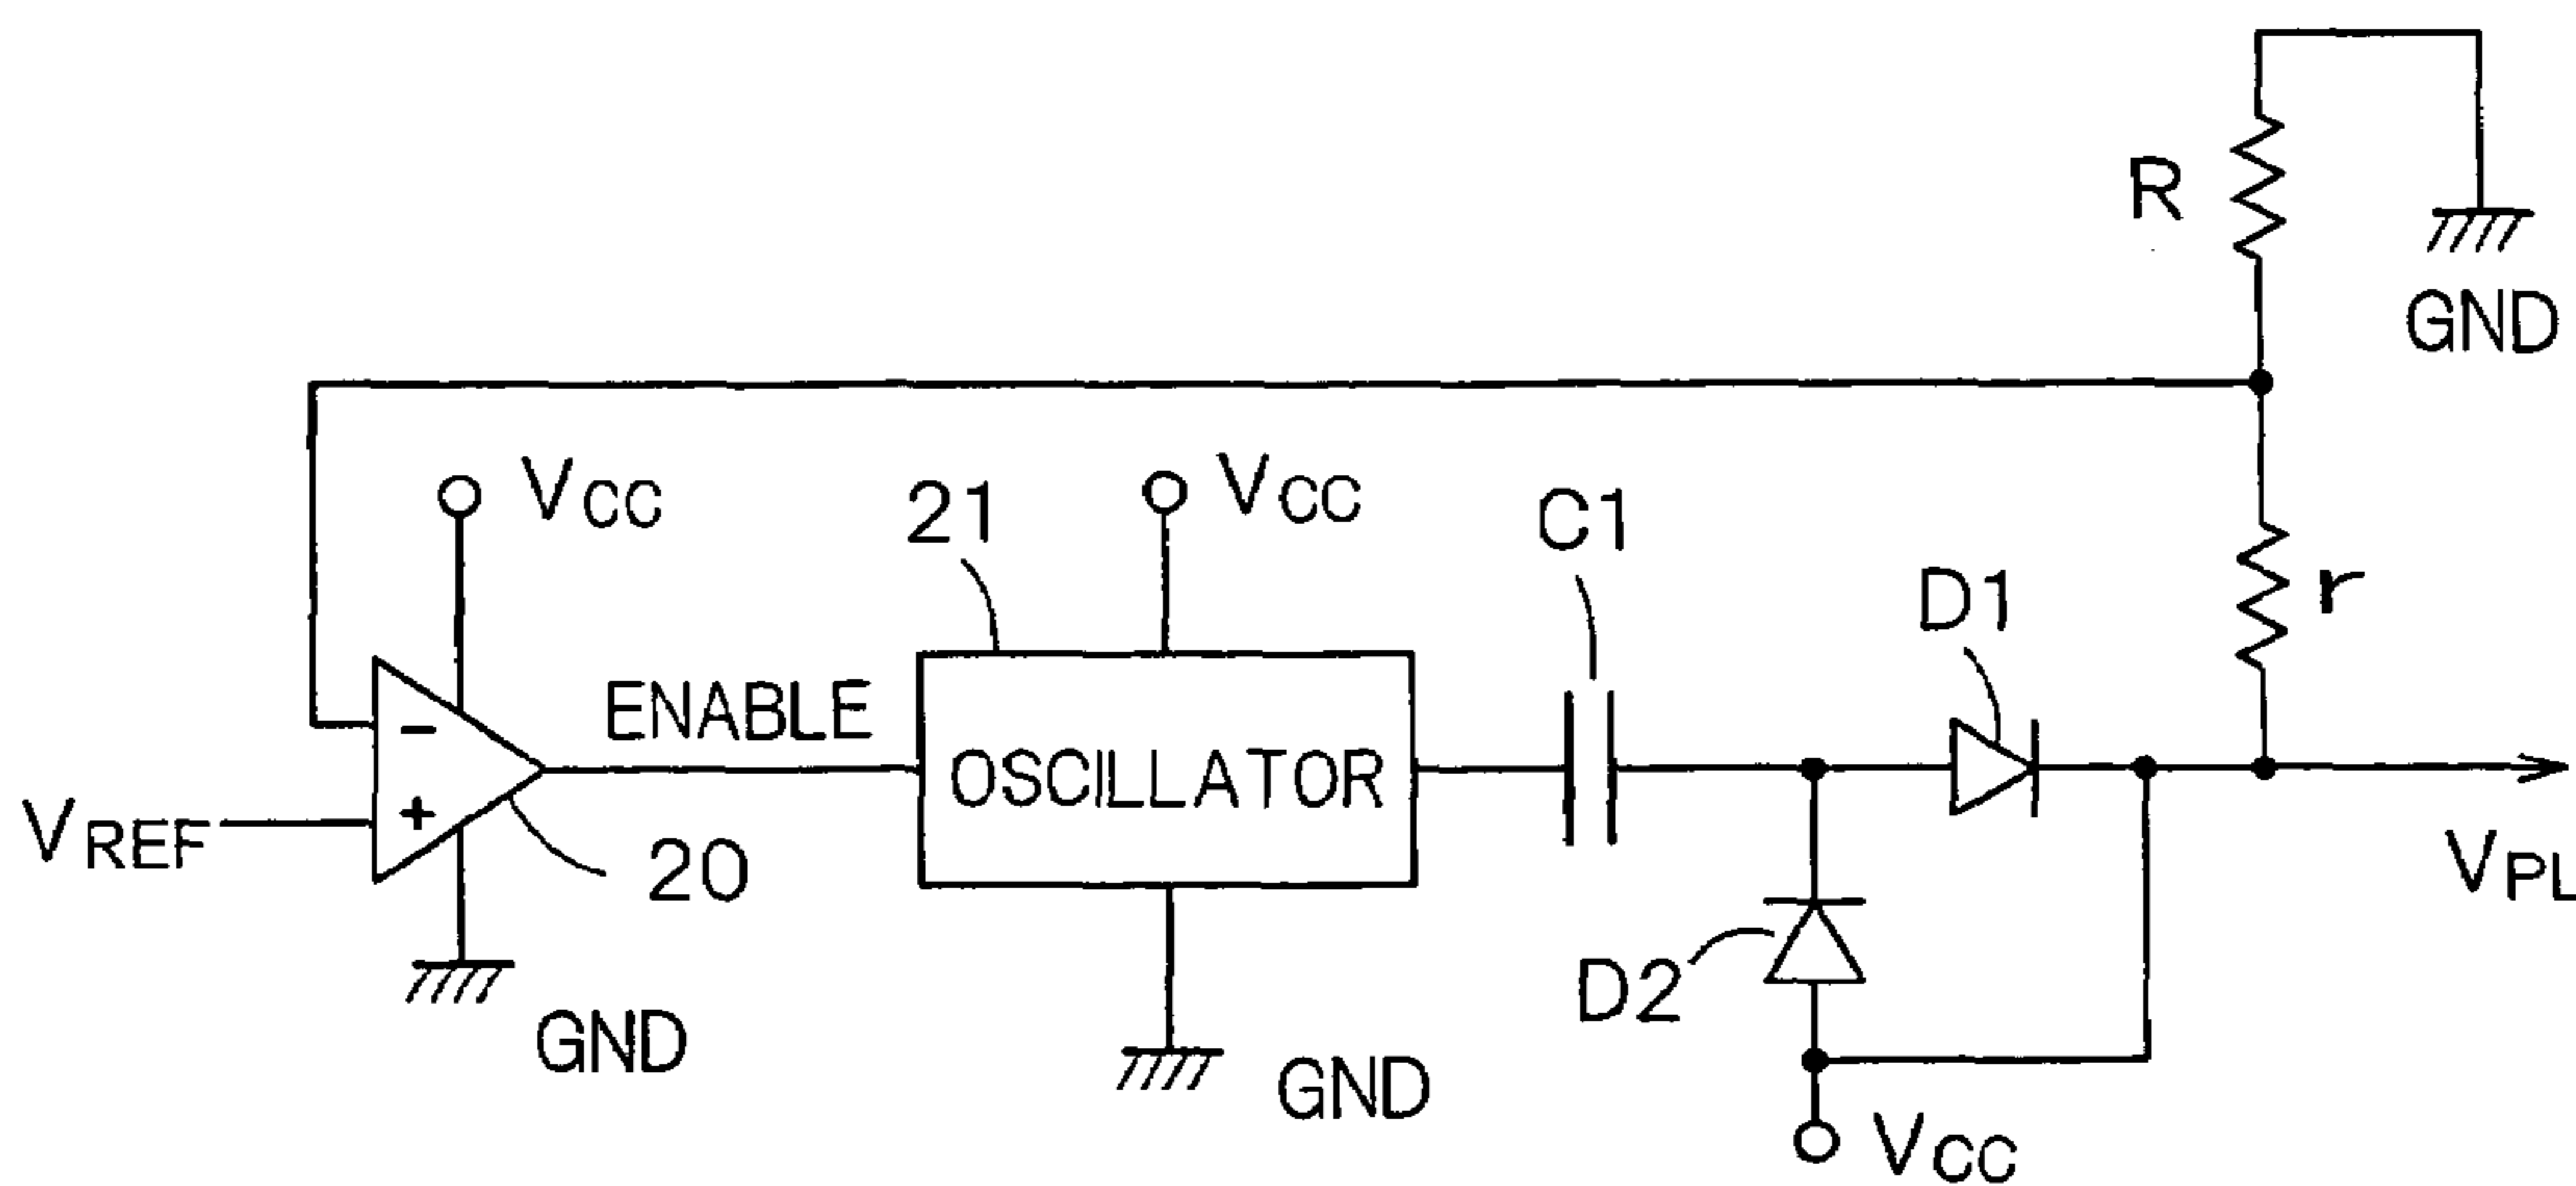 R
GND
VCC
21
VCC
C1
D1
r
ENABLE
OSCILLATOR
-
+
VREF
20
VPL
D2
GND
GND
VCC